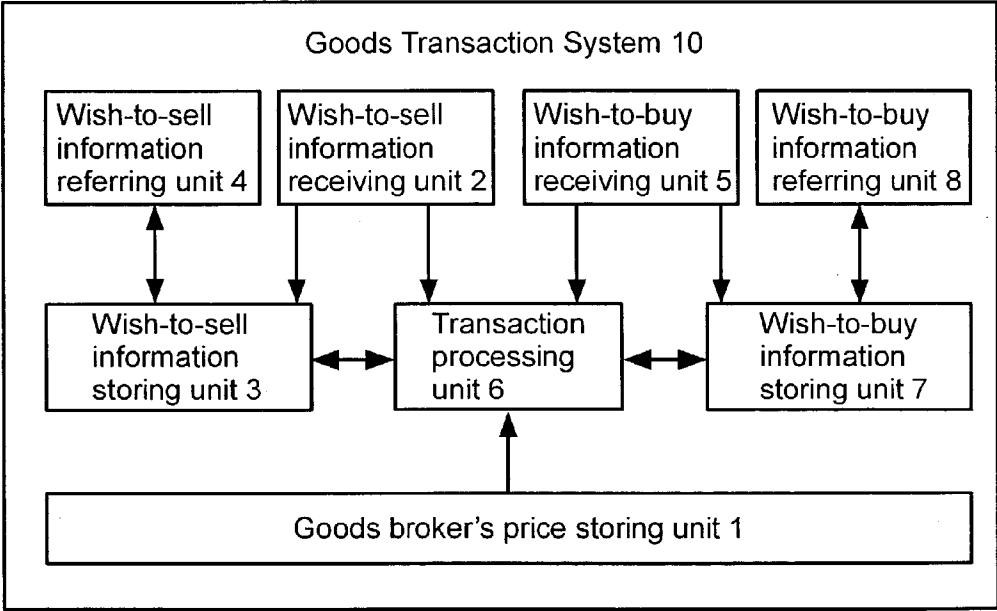 Goods Transaction System 10
Wish-to-sell
information
referring unit 4
Wish-to-sell
information
receiving unit 2
Wish-to-buy
information
receiving unit 5
Wish-to-buy
information
referring unit 8
Wish-to-sell
information
storing unit 3
Transaction
processing
unit 6
Wish-to-buy
information
storing unit 7
Goods broker's price storing unit 1